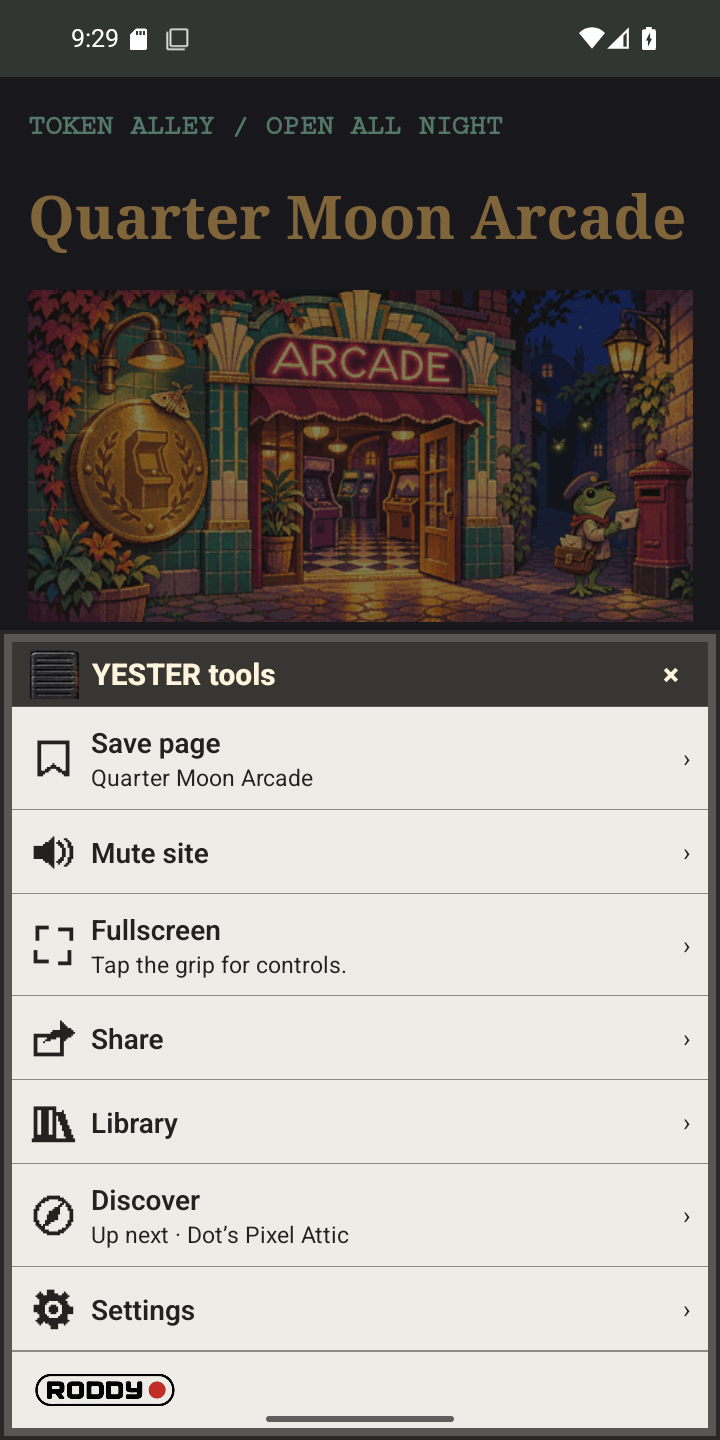 9:29
TOKEN ALLEY / OPEN ALL NIGHT
Quarter Moon Arcade
ARCADE
YESTER tools
×
Save page
Quarter Moon Arcade
›
Mute site
›
Fullscreen
Tap the grip for controls.
›
Share
›
Library
›
Discover
Up next · Dot’s Pixel Attic
›
Settings
›
RODDY